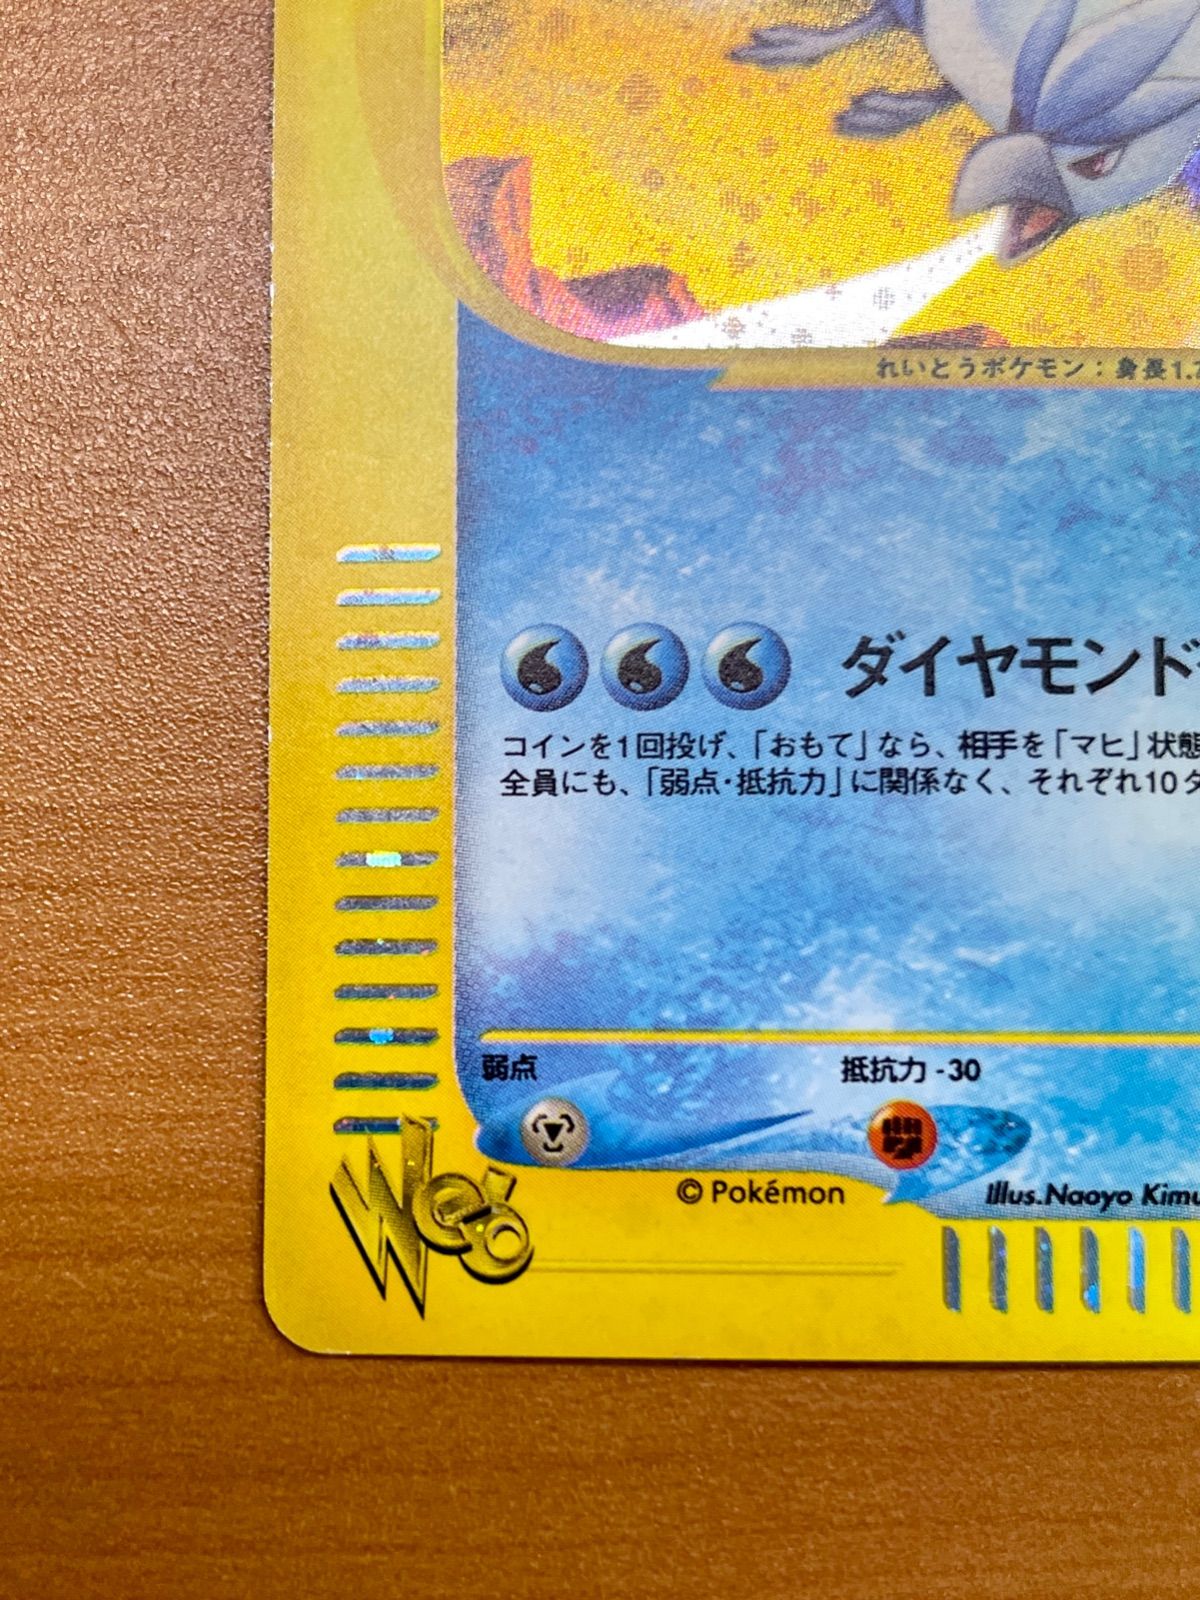 れいとうポケモン：身長1.7
ダイヤモンド
コインを1回投げ、「おもて」なら、相手を「マヒ」状態
全員にも、「弱点・抵抗力」に関係なく、それぞれ10ダ
弱点
抵抗力 -30
© Pokémon
Illus.Naoyo Kimu
Web